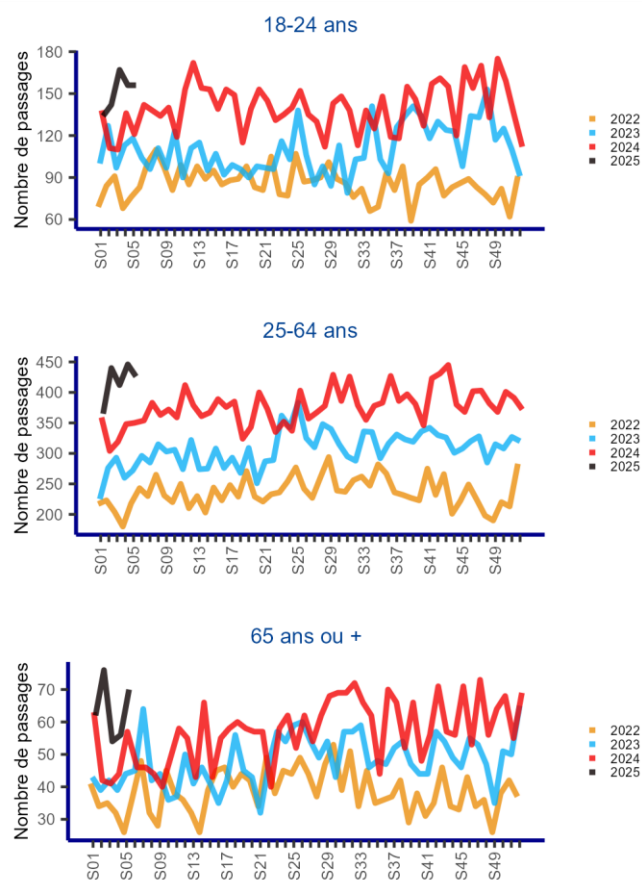 18-24 ans
Nombre de passages
180
150
120
90
60
S01
S05
S09
S13
S17
S21
S25
S29
S33
S37
S41
S45
S49
2022
2023
2024
2025
25-64 ans
Nombre de passages
450
400
350
300
250
200
S01
S05
S09
S13
S17
S21
S25
S29
S33
S37
S41
S45
S49
2022
2023
2024
2025
65 ans ou +
Nombre de passages
70
60
50
40
30
S01
S05
S09
S13
S17
S21
S25
S29
S33
S37
S41
S45
S49
2022
2023
2024
2025